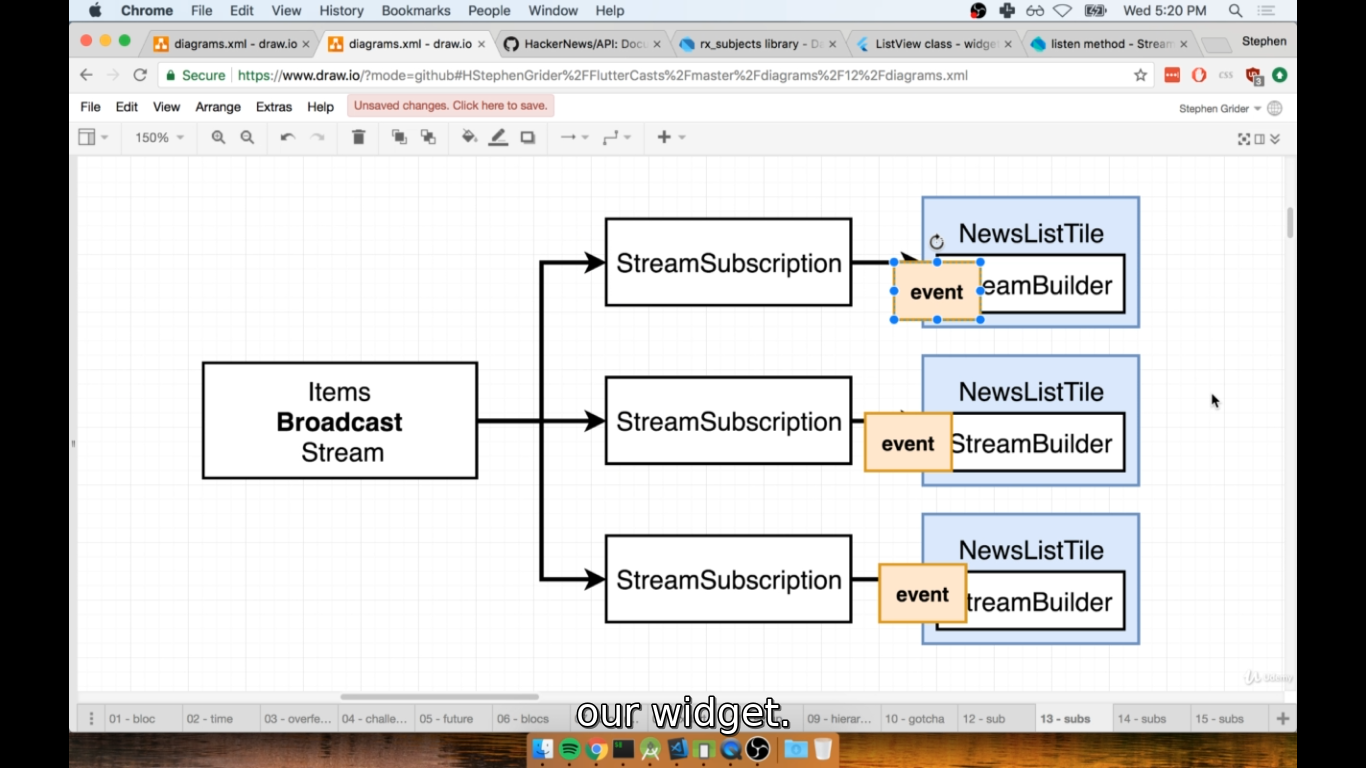 Chrome File Edit View History Bookmarks People Window Help Wed 5:20 PM
diagrams.xml - draw.io diagrams.xml - draw.io HackerNews/API: Docu rx_subjects library - D ListView class - widge listen method - Stream Stephen
Secure https://www.draw.io/?mode=github#HStephenGrider%2FFlutterCasts%2Fmaster%2Fdiagrams%2F12%2Fdiagrams.xml CSS 3
File Edit View Arrange Extras Help Unsaved changes. Click here to save. Stephen Grider
150%
StreamSubscription
NewsListTile
event
eamBuilder
Items
Broadcast
Stream
StreamSubscription
NewsListTile
event
StreamBuilder
StreamSubscription
NewsListTile
event
treamBuilder
Udemy
01 - bloc 02 - time 03 - overfe... 04 - challe... 05 - future 06 - blocs 09 - hierar... 10 - gotcha 12 - sub 13 - subs 14 - subs 15 - subs
our widget.